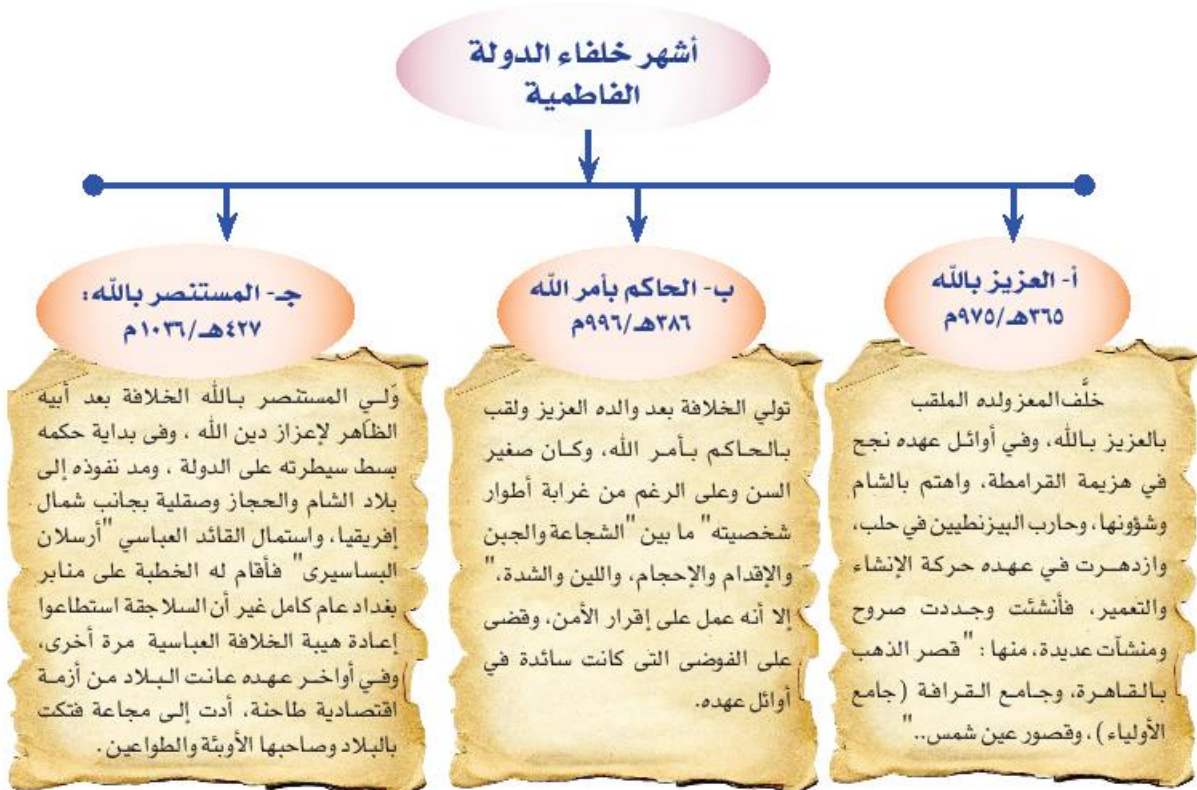 أشهر خلفاء الدولة
الفاطمية
أ- العزيز بالله
٣٦٥هـ/٩٧٥م
خلَّف المعز ولده الملقب
بالعزيز بالله، وفي أوائل عهده نجح
في هزيمة القرامطة، واهتم بالشام
وشؤونها، وحارب البيزنطيين في حلب،
وازدهرت في عهده حركة الإنشاء
والتعمير، فأنشئت وجددت صروح
ومنشآت عديدة، منها: "قصر الذهب
بالقاهرة، وجامع القرافة (جامع
الأولياء)، وقصور عين شمس.."
ب- الحاكم بأمر الله
٣٨٦هـ/٩٩٦م
تولي الخلافة بعد والده العزيز ولقب
بالحاكم بأمر الله، وكان صغير
السن وعلى الرغم من غرابة أطوار
شخصيته" ما بين "الشجاعة والجبن
والإقدام والإحجام، واللين والشدة،"
إلا أنه عمل على إقرار الأمن، وقضى
على الفوضى التى كانت سائدة في
أوائل عهده.
جـ- المستنصر بالله:
٤٢٧هـ/١٠٣٦م
وَلي المستنصر بالله الخلافة بعد أبيه
الظاهر لإعزاز دين الله ، وفى بداية حكمه
بسط سيطرته على الدولة ، ومد نفوذه إلى
بلاد الشام والحجاز وصقلية بجانب شمال
إفريقيا، واستمال القائد العباسي "أرسلان
البساسيرى" فأقام له الخطبة على منابر
بغداد عام كامل غير أن السلاجقة استطاعوا
إعادة هيبة الخلافة العباسية مرة أخرى،
وفي أواخر عهده عانت البلاد من أزمة
اقتصادية طاحنة، أدت إلى مجاعة فتكت
بالبلاد وصاحبها الأوبئة والطواعين.